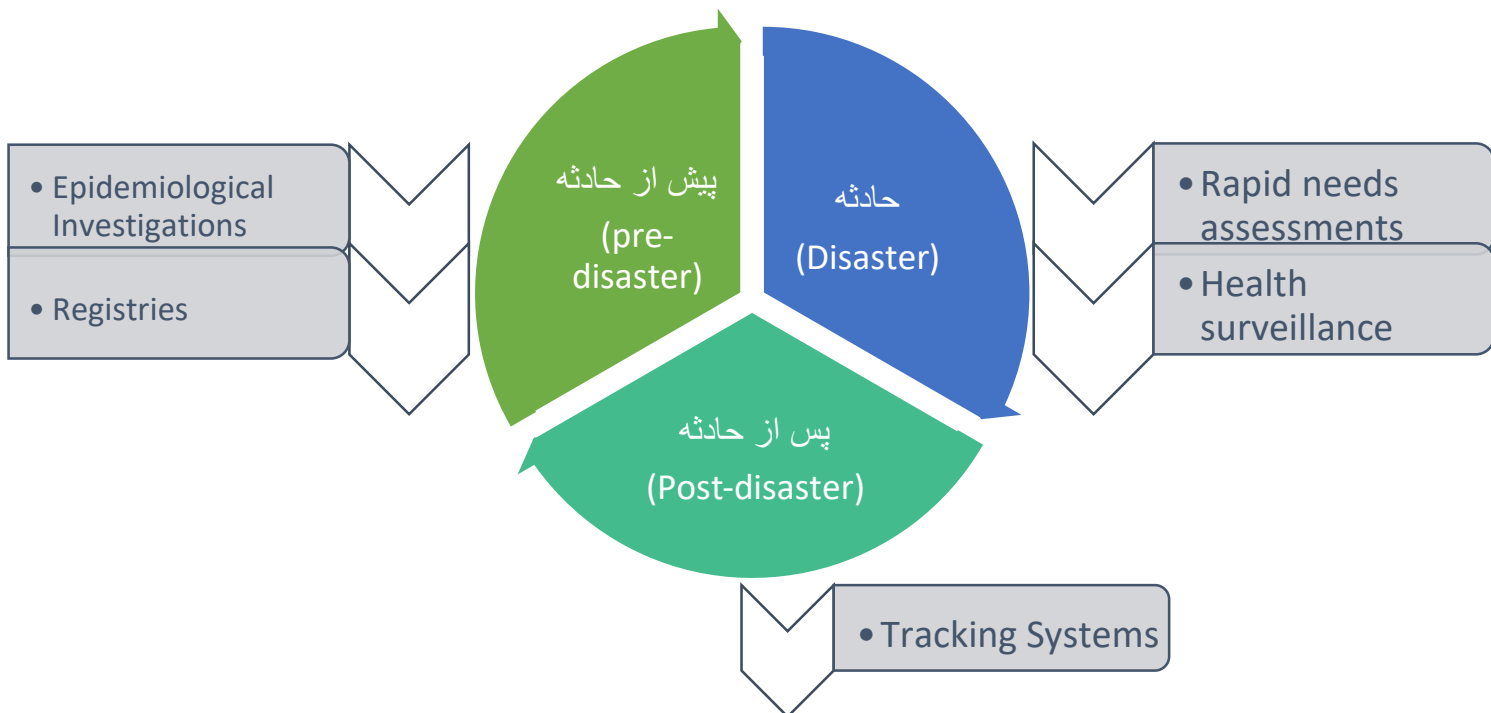 • Epidemiological
Investigations
• Registries
پیش از حادثه
(pre-
disaster)
حادثه
(Disaster)
• Rapid needs
assessments
• Health
surveillance
پس از حادثه
(Post-disaster)
• Tracking Systems